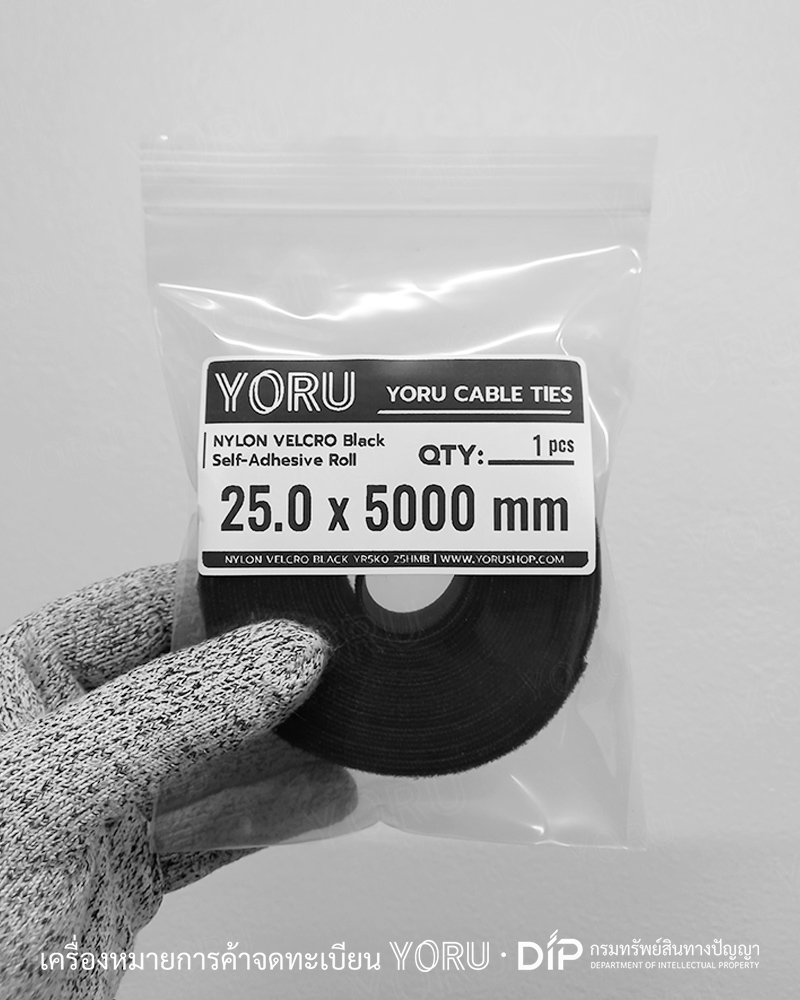 YORU
YORU CABLE TIES
NYLON VELCRO Black
Self-Adhesive Roll
QTY: 1 pcs
25.0 x 5000 mm
NYLON VELCRO BLACK YR5K0-25HMB | WWW.YORUSHOP.COM
เครื่องหมายการค้าจดทะเบียน YORU · DIP กรมทรัพย์สินทางปัญญา
DEPARTMENT OF INTELLECTUAL PROPERTY